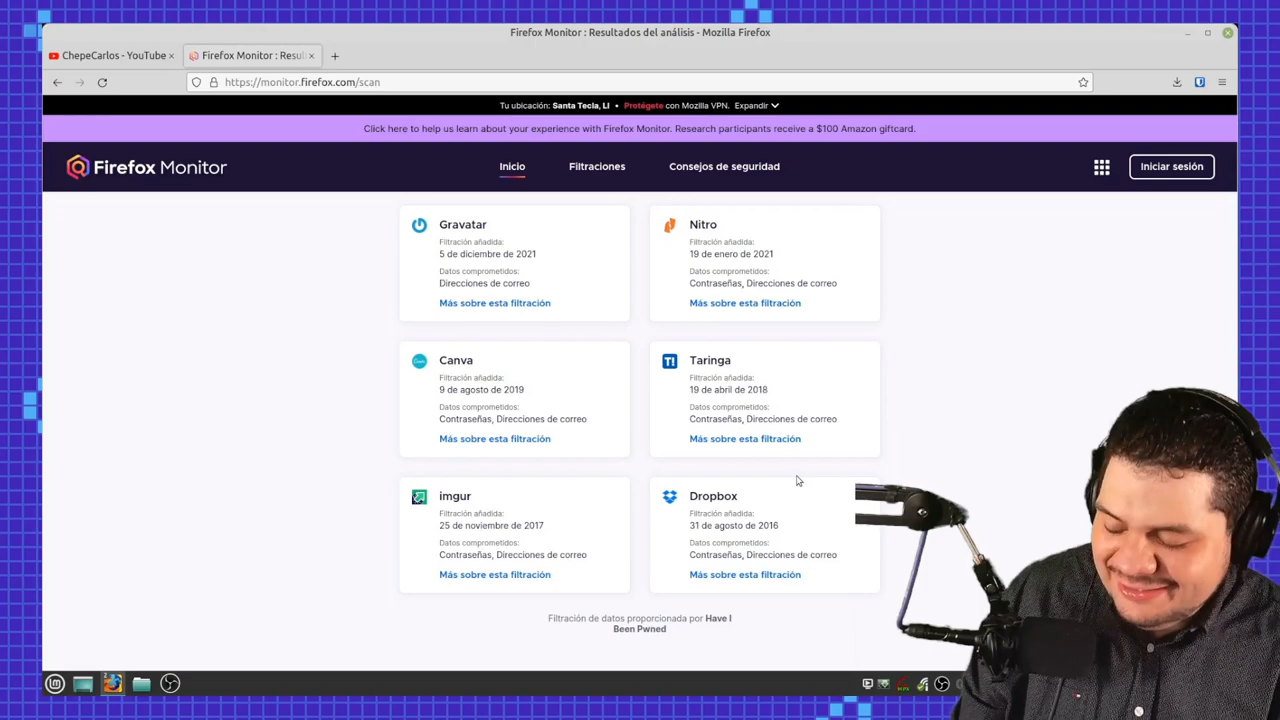 Firefox Monitor : Resultados del análisis - Mozilla Firefox
ChepeCarlos - YouTube
Firefox Monitor : Resul
https://monitor.firefox.com/scan
Tu ubicación: Santa Tecla, LI • Protégete con Mozilla VPN. Expandir
Click here to help us learn about your experience with Firefox Monitor. Research participants receive a $100 Amazon giftcard.
Firefox Monitor
Inicio
Filtraciones
Consejos de seguridad
Iniciar sesión
Gravatar
Filtración añadida:
5 de diciembre de 2021
Datos comprometidos:
Direcciones de correo
Más sobre esta filtración
Nitro
Filtración añadida:
19 de enero de 2021
Datos comprometidos:
Contraseñas, Direcciones de correo
Más sobre esta filtración
Canva
Filtración añadida:
9 de agosto de 2019
Datos comprometidos:
Contraseñas, Direcciones de correo
Más sobre esta filtración
Taringa
Filtración añadida:
19 de abril de 2018
Datos comprometidos:
Contraseñas, Direcciones de correo
Más sobre esta filtración
imgur
Filtración añadida:
25 de noviembre de 2017
Datos comprometidos:
Contraseñas, Direcciones de correo
Más sobre esta filtración
Dropbox
Filtración añadida:
31 de agosto de 2016
Datos comprometidos:
Contraseñas, Direcciones de correo
Más sobre esta filtración
Filtración de datos proporcionada por Have I
Been Pwned